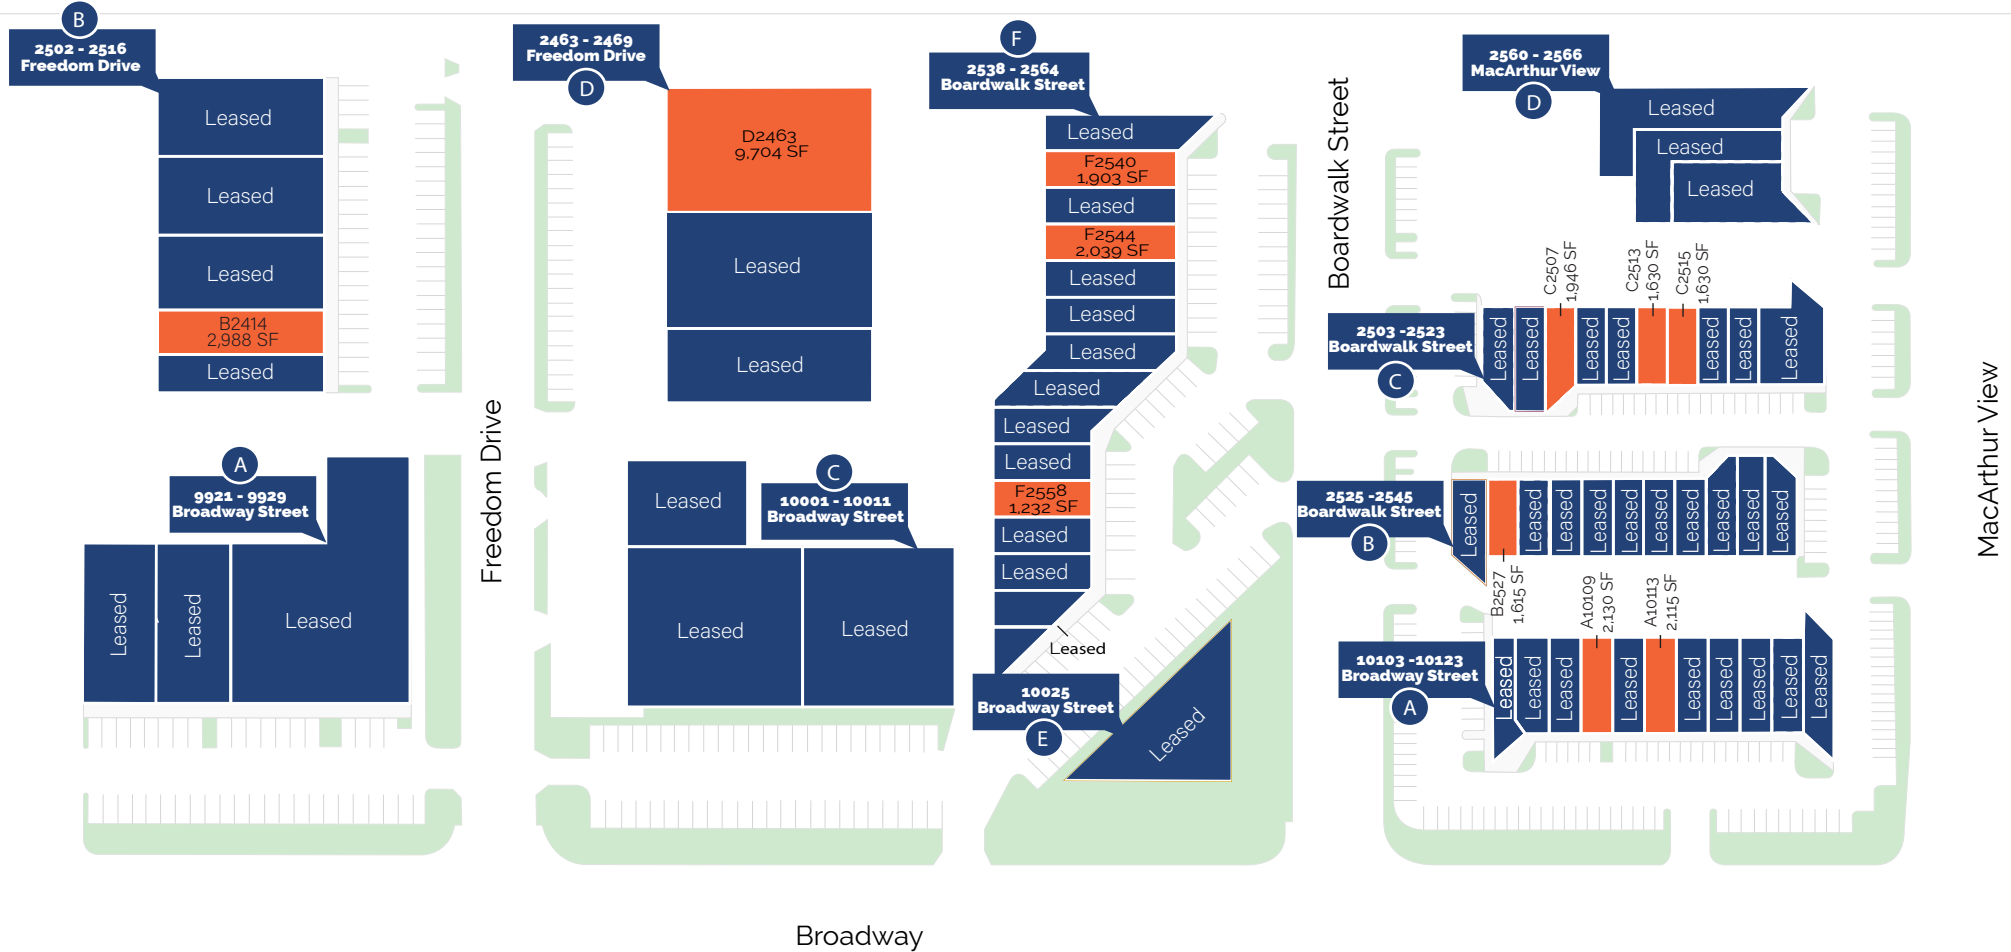 B
2502 - 2516
Freedom Drive
Leased
Leased
Leased
B2414
2,988 SF
Leased
A
9921 - 9929
Broadway Street
Leased
Leased
Leased
Freedom Drive
2463 - 2469
Freedom Drive
D
D2463
9,704 SF
Leased
Leased
Leased
C
10001 - 10011
Broadway Street
Leased
Leased
F
2538 - 2564
Boardwalk Street
Leased
F2540
1,903 SF
Leased
F2544
2,039 SF
Leased
Leased
Leased
Leased
Leased
Leased
F2558
1,232 SF
Leased
Leased
Leased
10025
Broadway Street
E
Leased
Boardwalk Street
2560 - 2566
MacArthur View
D
Leased
Leased
Leased
C2507
1,946 SF
C2513
1,630 SF
C2515
1,630 SF
2503 -2523
Boardwalk Street
C
Leased
Leased
Leased
Leased
Leased
Leased
Leased
2525 -2545
Boardwalk Street
B
Leased
Leased
Leased
Leased
Leased
Leased
Leased
Leased
Leased
Leased
B2527
1,615 SF
A10109
2,130 SF
A10113
2,115 SF
10103 -10123
Broadway Street
A
Leased
Leased
Leased
Leased
Leased
Leased
Leased
Leased
Leased
MacArthur View
Broadway